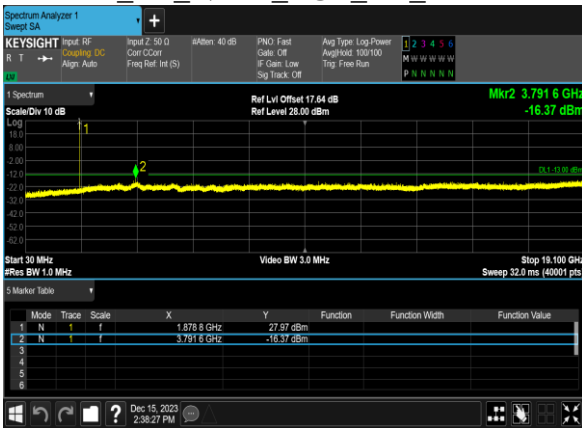 Spectrum Analyzer 1
Swept SA
+
KEYSIGHT Input: RF Input Z: 50 Ω #Atten: 40 dB PNO: Fast Avg Type: Log-Power 1 2 3 4 5 6
R T Coupling: DC Corr CCorr Gate: Off Avg|Hold: 100/100 M W W W W W
Align: Auto Freq Ref: Int (S) IF Gain: Low Trig: Free Run P N N N N N
LV Sig Track: Off
1 Spectrum Ref Lvl Offset 17.64 dB Mkr2 3.791 6 GHz
Scale/Div 10 dB Ref Level 28.00 dBm -16.37 dBm
Log
18.0
8.00
-2.00
-12.0
-22.0
-32.0
-42.0
-52.0
-62.0
1
2
DL1 -13.00 dBm
Start 30 MHz Video BW 3.0 MHz Stop 19.100 GHz
#Res BW 1.0 MHz Sweep 32.0 ms (40001 pts
5 Marker Table
Mode Trace Scale X Y Function Function Width Function Value
1 N 1 f 1.878 8 GHz 27.97 dBm
2 N 1 f 3.791 6 GHz -16.37 dBm
3
4
5
6
? Dec 15, 2023
2:38:27 PM